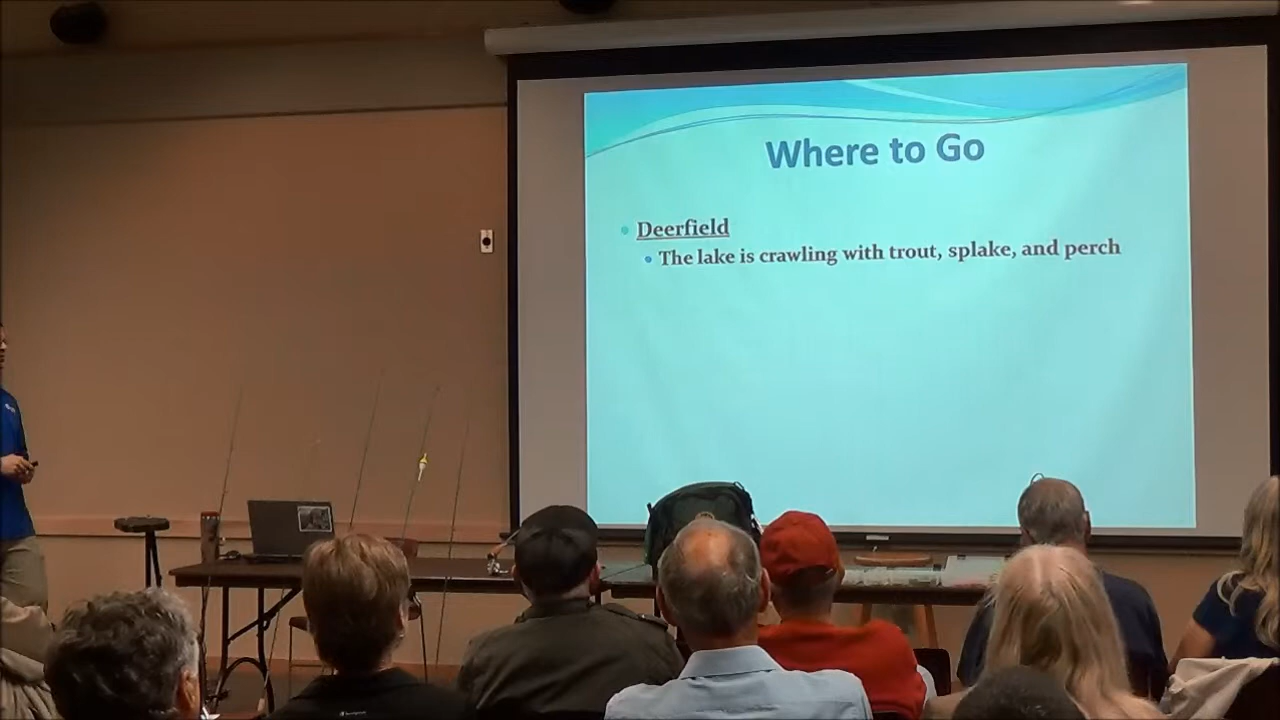 Where to Go
Deerfield
The lake is crawling with trout, splake, and perch